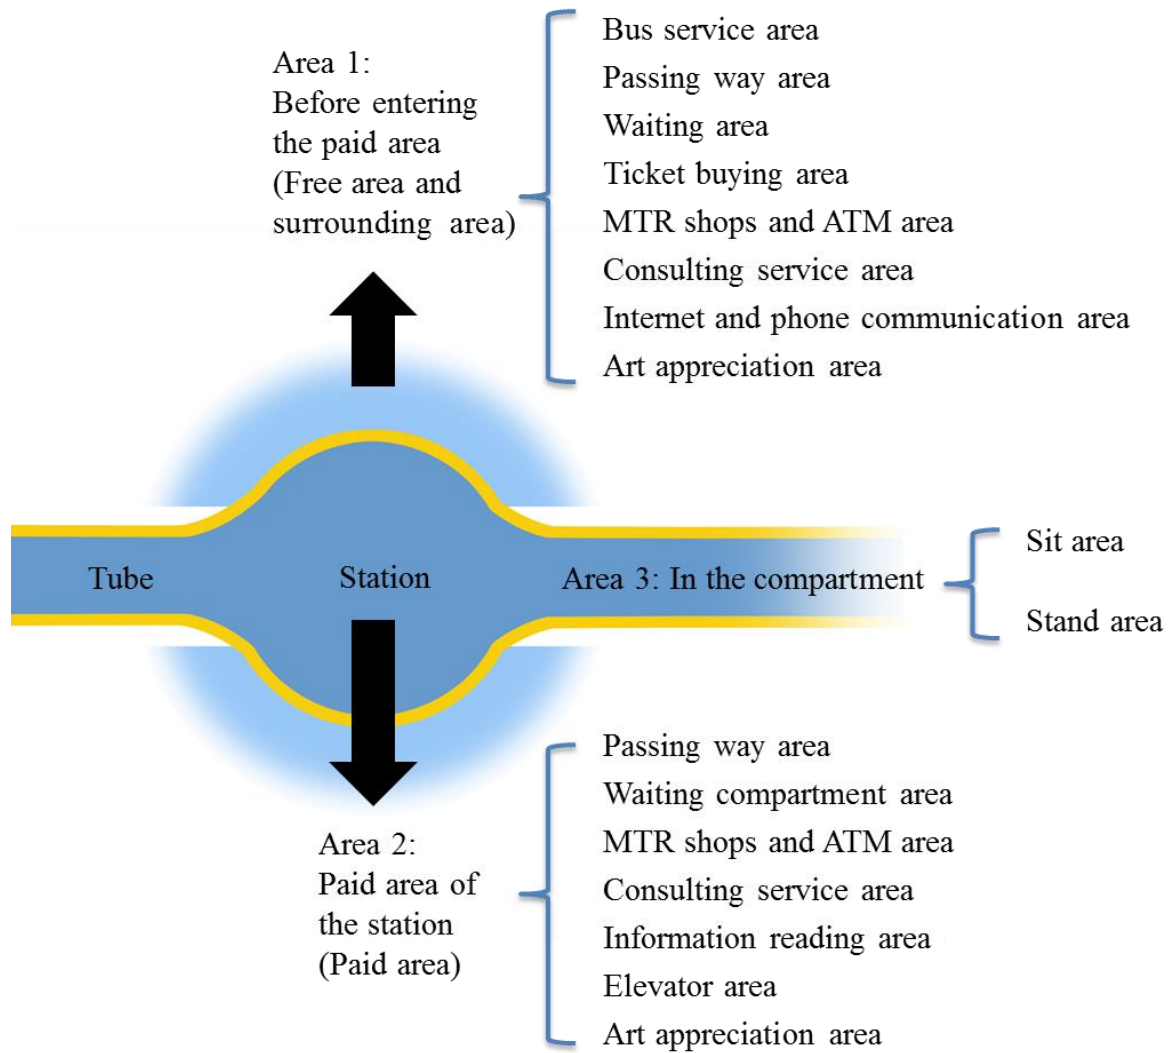 Area 1:
Before entering
the paid area
(Free area and
surrounding area)
Bus service area
Passing way area
Waiting area
Ticket buying area
MTR shops and ATM area
Consulting service area
Internet and phone communication area
Art appreciation area
Tube
Station
Area 3: In the compartment
Sit area
Stand area
Area 2:
Paid area of
the station
(Paid area)
Passing way area
Waiting compartment area
MTR shops and ATM area
Consulting service area
Information reading area
Elevator area
Art appreciation area